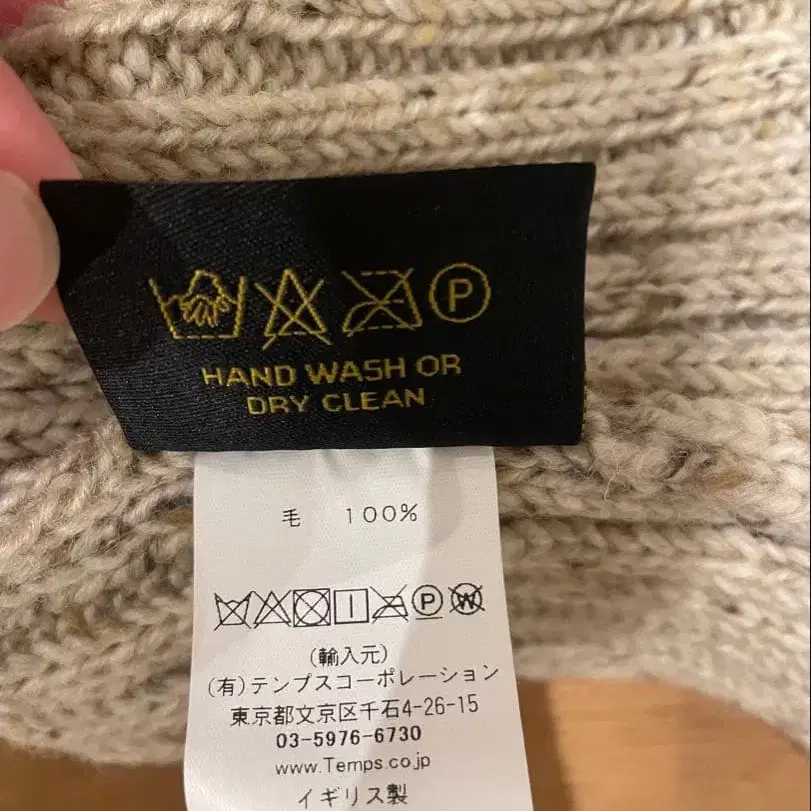 P
HAND WASH OR
DRY CLEAN
毛 100%
P W
(輸入元)
(有)テンプスコーポレーション
東京都文京区千石4-26-15
03-5976-6730
www.Temps.co.jp
イギリス製